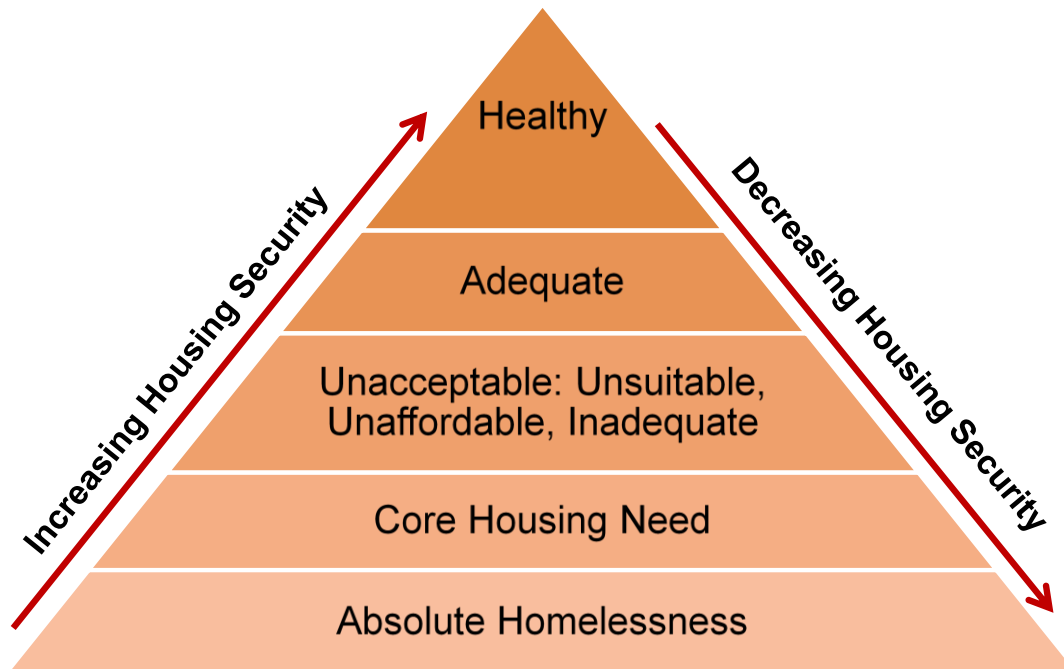 Healthy
Increasing Housing Security
Decreasing Housing Security
Adequate
Unacceptable: Unsuitable,
Unaffordable, Inadequate
Core Housing Need
Absolute Homelessness